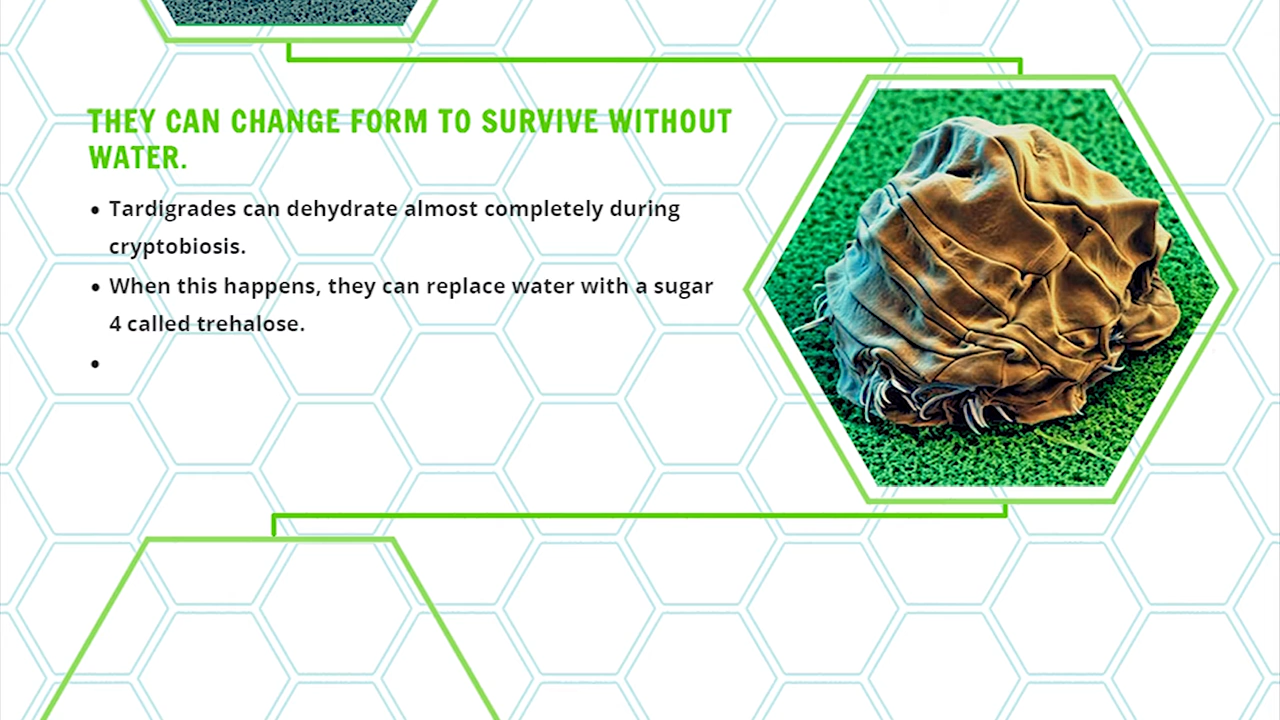 THEY CAN CHANGE FORM TO SURVIVE WITHOUT
WATER.
• Tardigrades can dehydrate almost completely during
cryptobiosis.
• When this happens, they can replace water with a sugar
4 called trehalose.
•